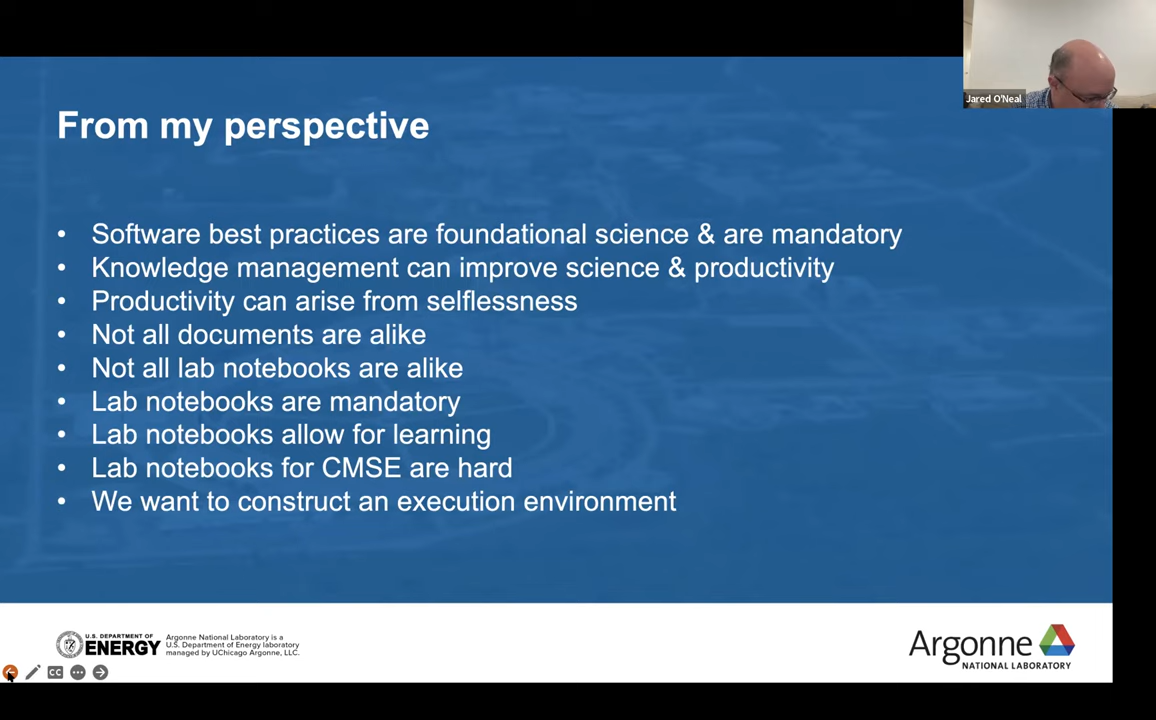 Jared O'Neal
From my perspective
• Software best practices are foundational science & are mandatory
• Knowledge management can improve science & productivity
• Productivity can arise from selflessness
• Not all documents are alike
• Not all lab notebooks are alike
• Lab notebooks are mandatory
• Lab notebooks allow for learning
• Lab notebooks for CMSE are hard
• We want to construct an execution environment
U.S. DEPARTMENT OF
ENERGY
Argonne National Laboratory is a
U.S. Department of Energy laboratory
managed by UChicago Argonne, LLC.
Argonne
NATIONAL LABORATORY
CC